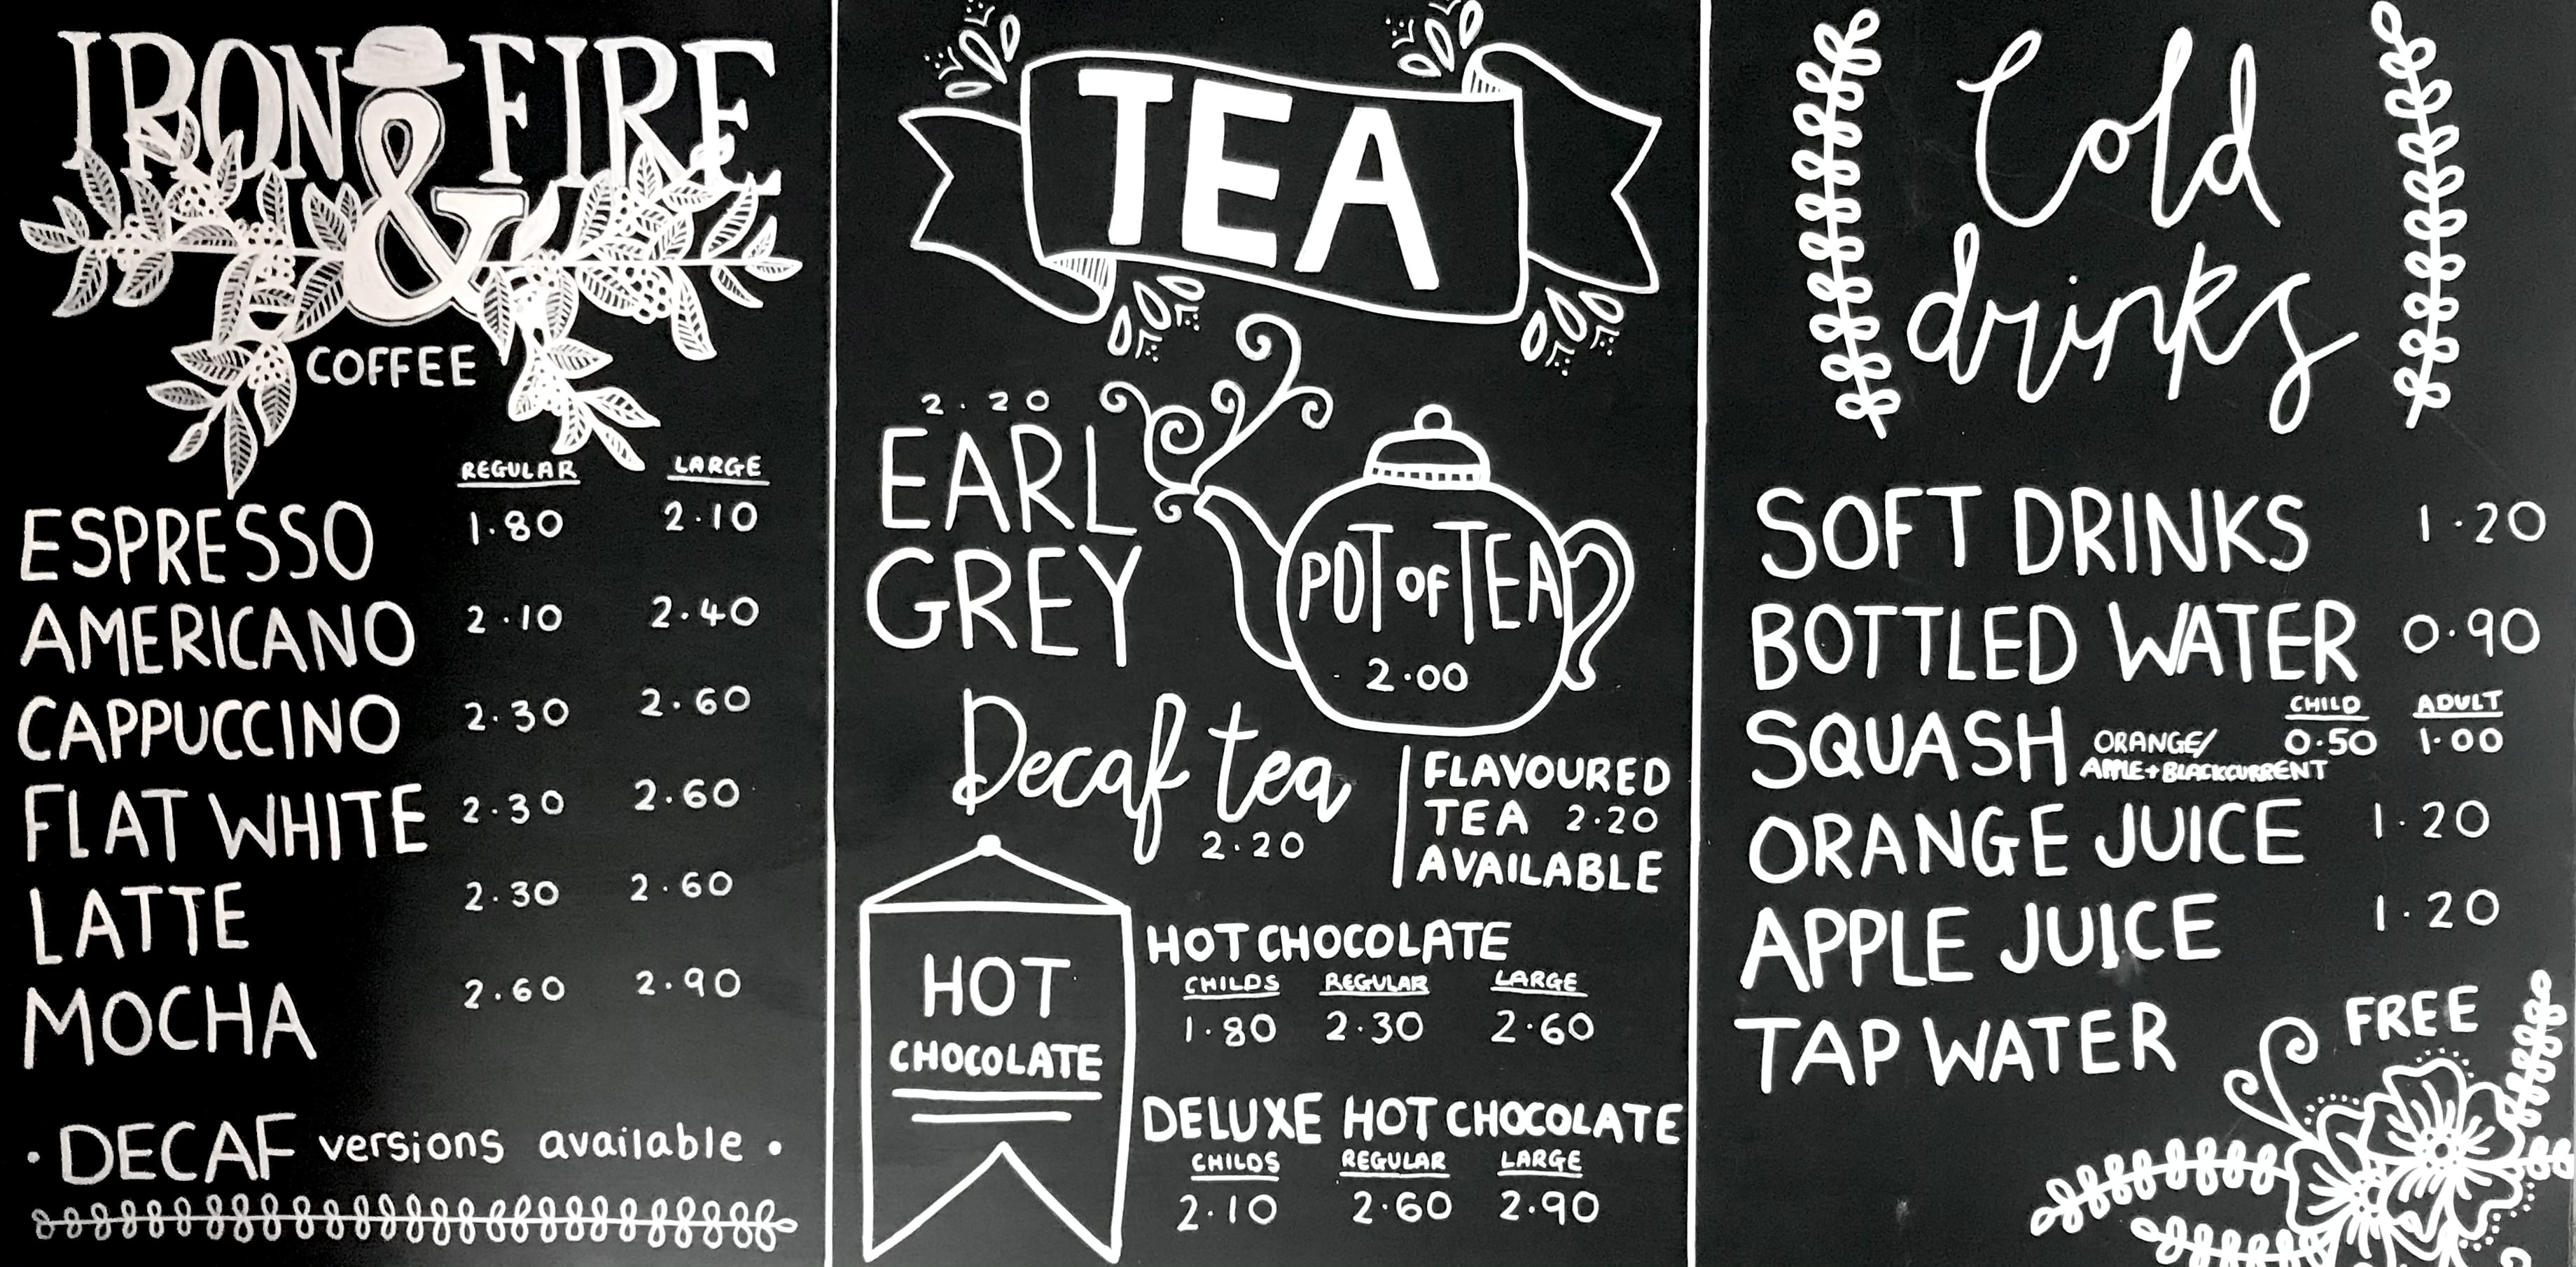 IRON & FIRE
COFFEE
REGULAR LARGE
ESPRESSO 1.80 2.10
AMERICANO 2.10 2.40
CAPPUCCINO 2.30 2.60
FLAT WHITE 2.30 2.60
LATTE 2.30 2.60
MOCHA 2.60 2.90
· DECAF versions available ·
TEA
2.20
EARL
GREY
POT OF TEA
2.00
Decaf tea
2.20
FLAVOURED
TEA 2.20
AVAILABLE
HOT
CHOCOLATE
HOT CHOCOLATE
CHILDS REGULAR LARGE
1.80 2.30 2.60
DELUXE HOT CHOCOLATE
CHILDS REGULAR LARGE
2.10 2.60 2.90
Cold
drinks
SOFT DRINKS 1.20
BOTTLED WATER 0.90
CHILD ADULT
SQUASH ORANGE/ 0.50 1.00
APPLE+BLACKCURRENT
ORANGE JUICE 1.20
APPLE JUICE 1.20
TAP WATER FREE